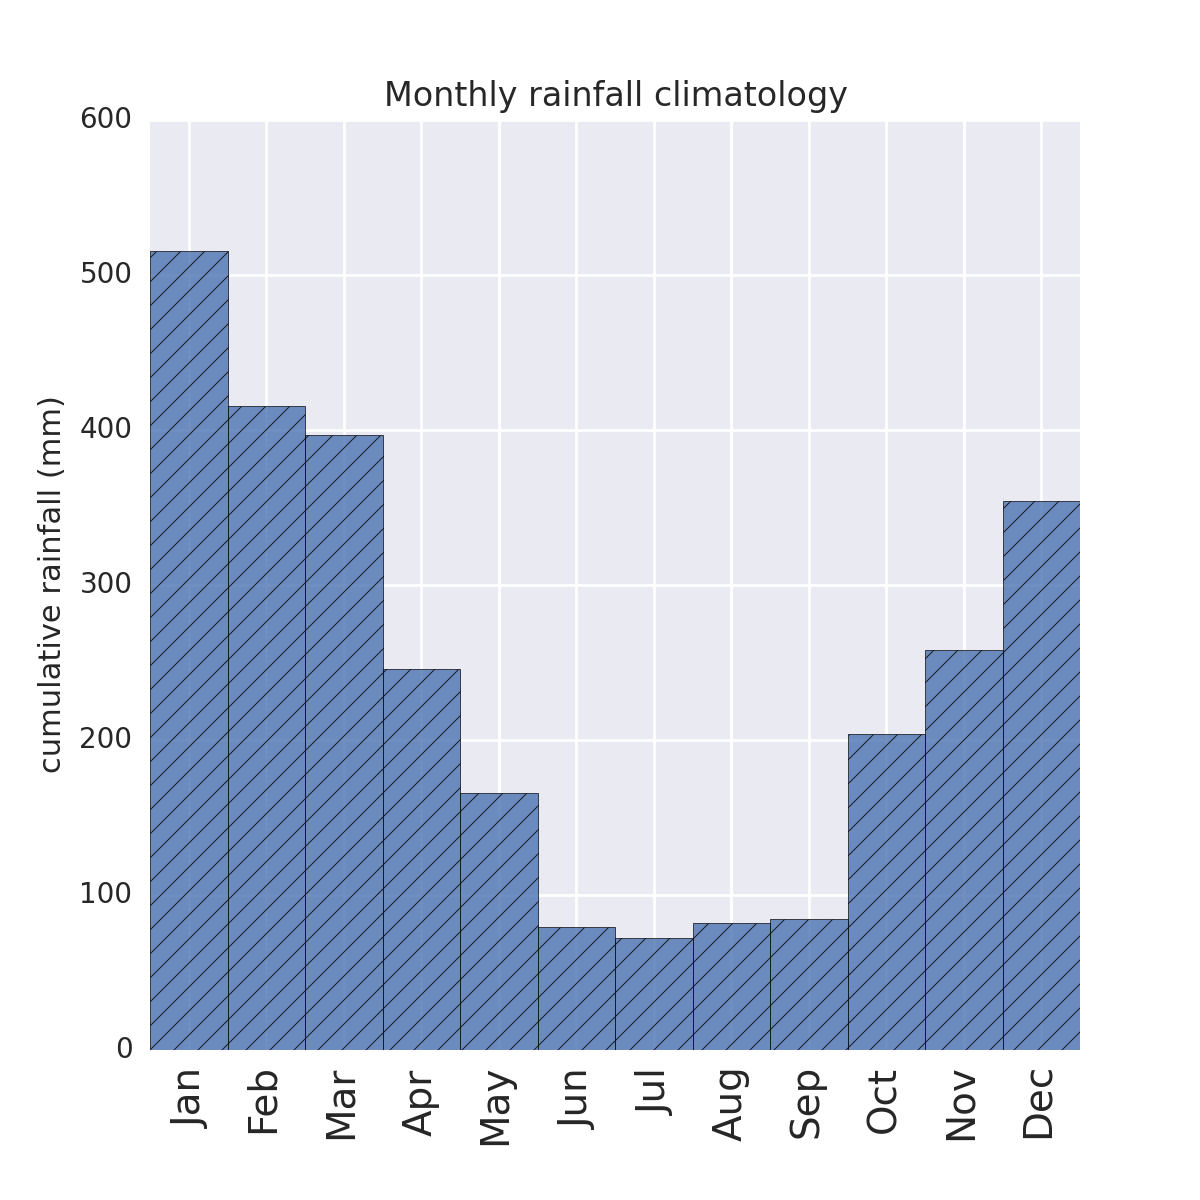 Monthly rainfall climatology
600
500
400
300
200
100
0
cumulative rainfall (mm)
Jan
Feb
Mar
Apr
May
Jun
Jul
Aug
Sep
Oct
Nov
Dec